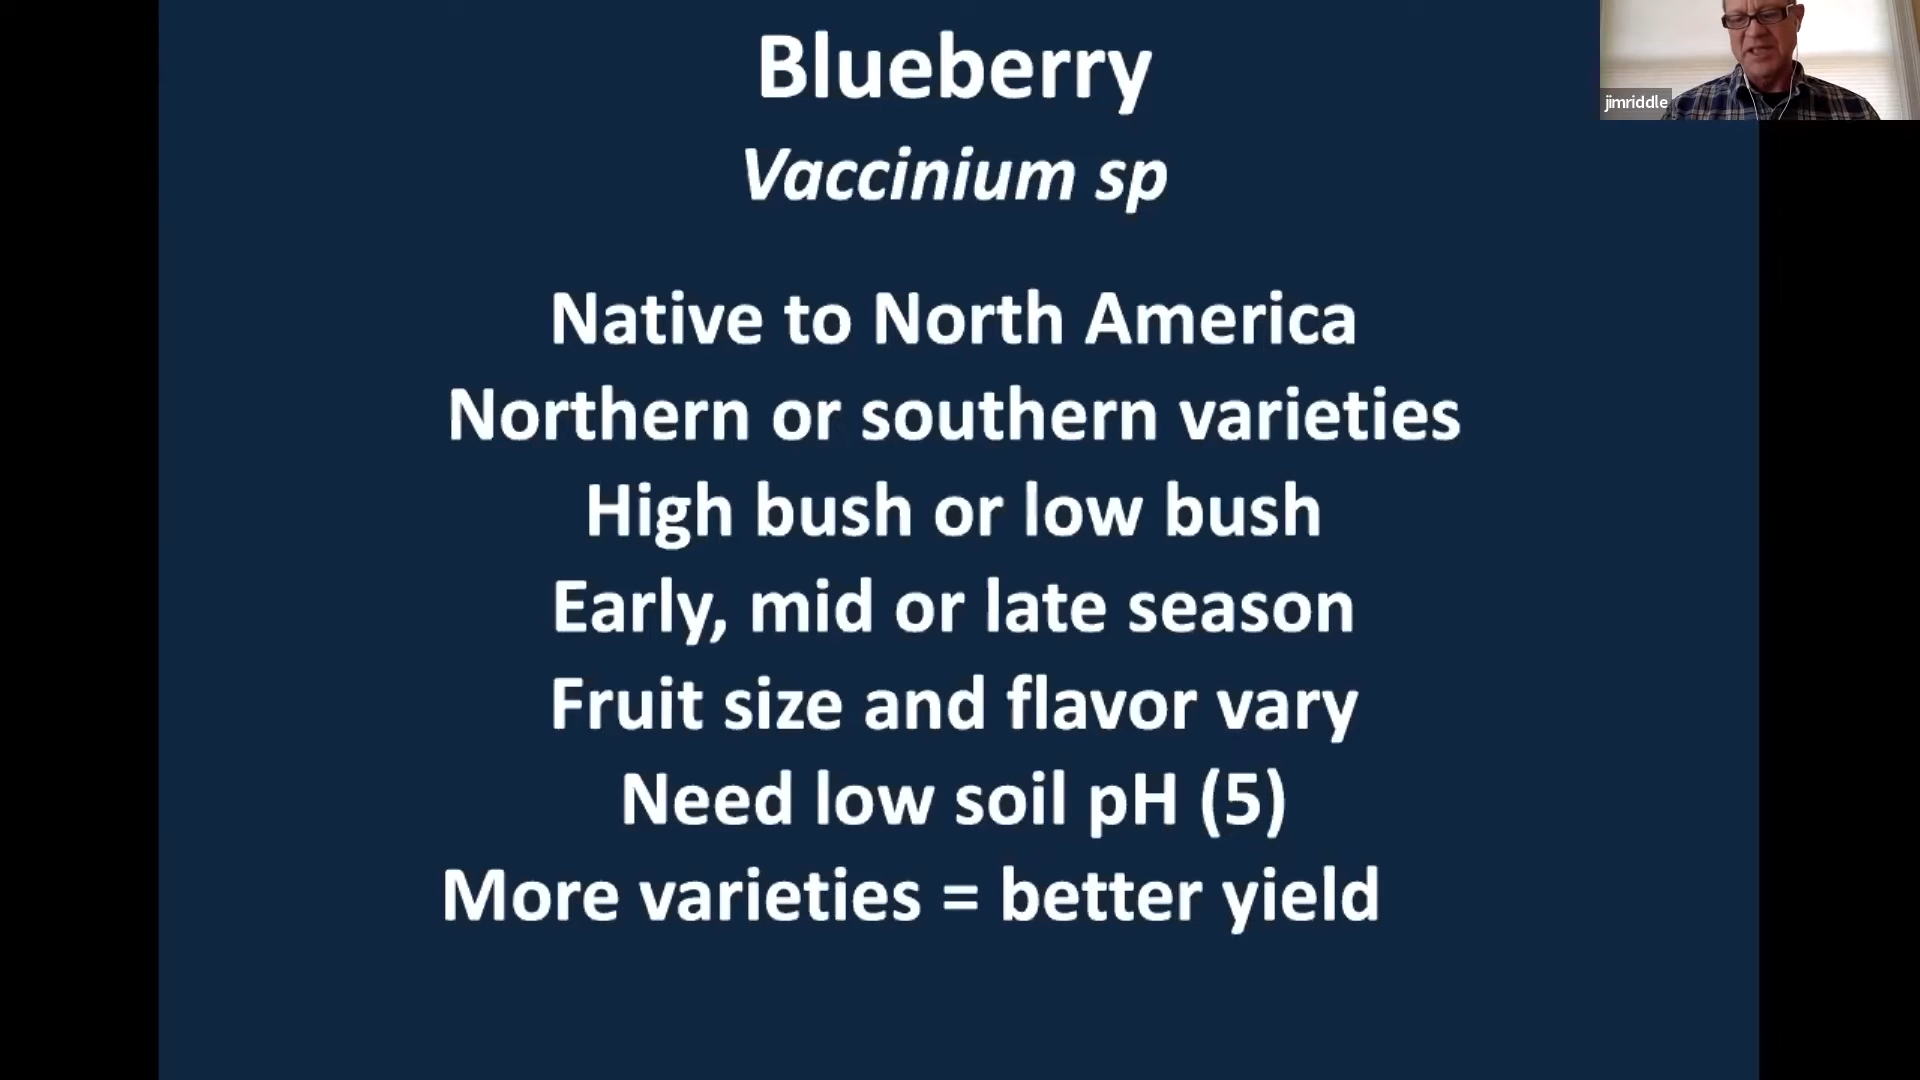 Blueberry
Vaccinium sp
Native to North America
Northern or southern varieties
High bush or low bush
Early, mid or late season
Fruit size and flavor vary
Need low soil pH (5)
More varieties = better yield
jimriddle